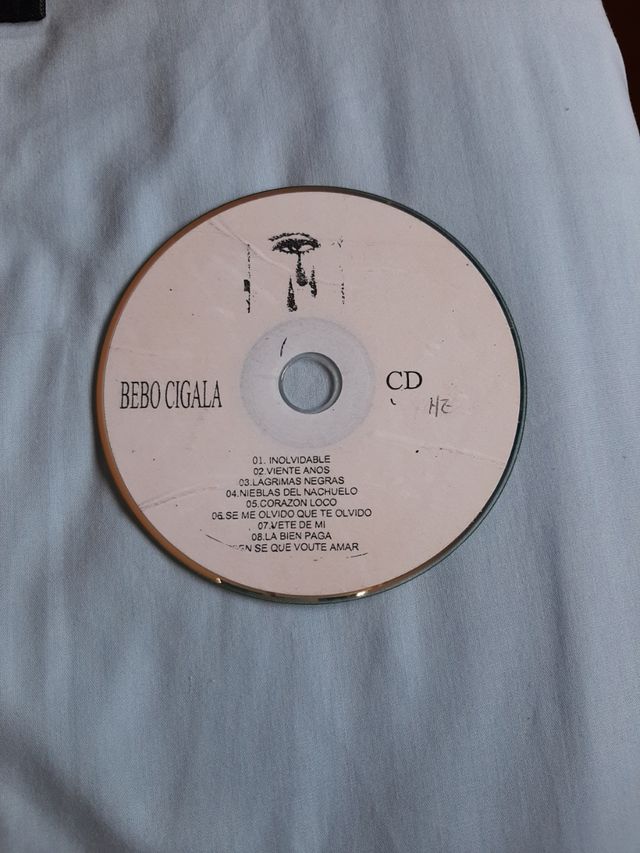 BEBO CIGALA
CD
HZ
01. INOLVIDABLE
02.VIENTE ANOS
03.LAGRIMAS NEGRAS
04.NIEBLAS DEL NACHUELO
05.CORAZON LOCO
06.SE ME OLVIDO QUE TE OLVIDO
07.VETE DE MI
08.LA BIEN PAGA
SE QUE VOUTE AMAR